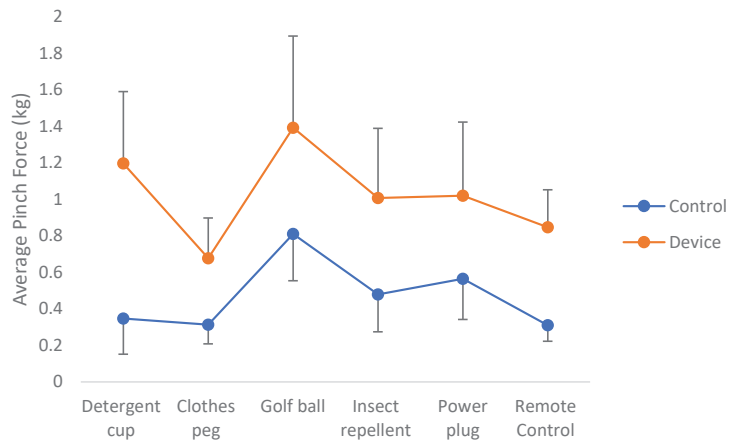 2
1.8
1.6
1.4
1.2
1
0.8
0.6
0.4
0.2
0
Average Pinch Force (kg)
Detergent
cup
Clothes
peg
Golf ball
Insect
repellent
Power
plug
Remote
Control
Control
Device